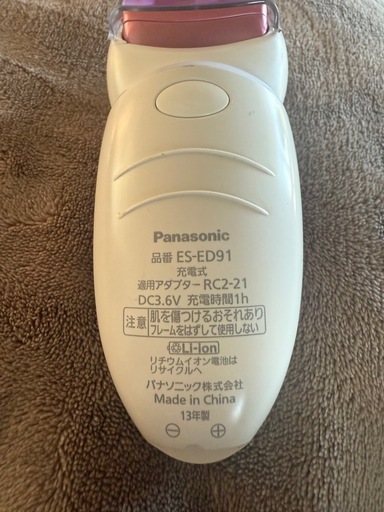 Panasonic
品番 ES-ED91
充電式
適用アダプター RC2-21
DC3.6V 充電時間1h
注意 肌を傷つけるおそれあり
フレームをはずして使用しない
Li-ion
リチウムイオン電池は
リサイクルへ
パナソニック株式会社
Made in China
13年製
⊖ ⊕